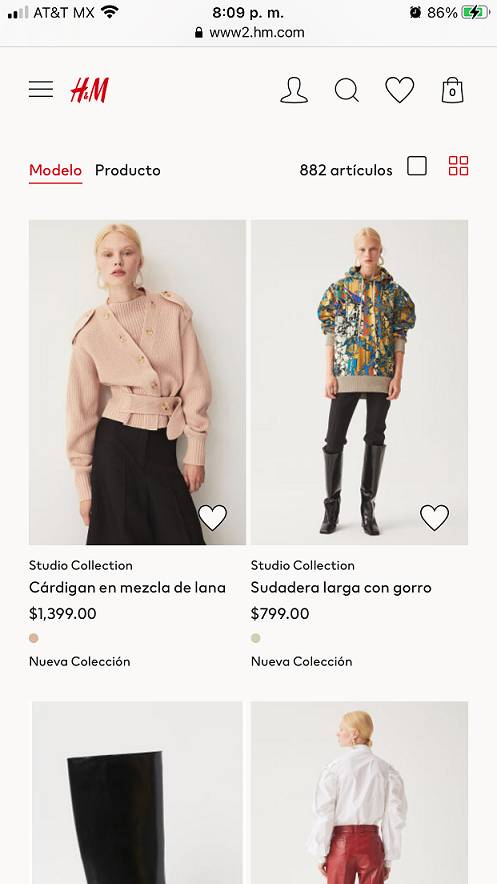 AT&T MX 8:09 p. m. 86%
www2.hm.com
H&M 0
Modelo Producto 882 artículos
Studio Collection
Cárdigan en mezcla de lana
$1,399.00
Nueva Colección
Studio Collection
Sudadera larga con gorro
$799.00
Nueva Colección